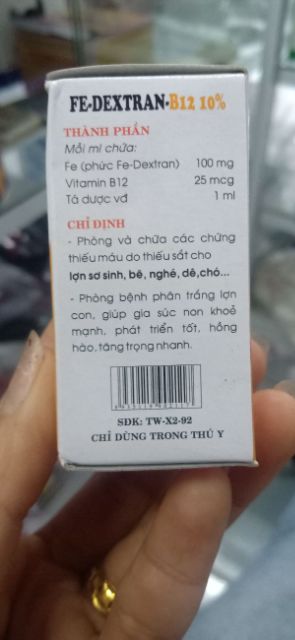 FE-DEXTRAN-B12 10%
THÀNH PHẦN
Mỗi ml chứa:
Fe (phức Fe-Dextran) 100 mg
Vitamin B12 25 mcg
Tá dược vđ 1 ml
CHỈ ĐỊNH
- Phòng và chữa các chứng
thiếu máu do thiếu sắt cho
lợn sơ sinh, bê, nghé, dê,chó...
- Phòng bệnh phân trắng lợn
con, giúp gia súc non khoẻ
mạnh, phát triển tốt, hồng
hào, tăng trọng nhanh.
SDK: TW-X2-92
CHỈ DÙNG TRONG THÚ Y